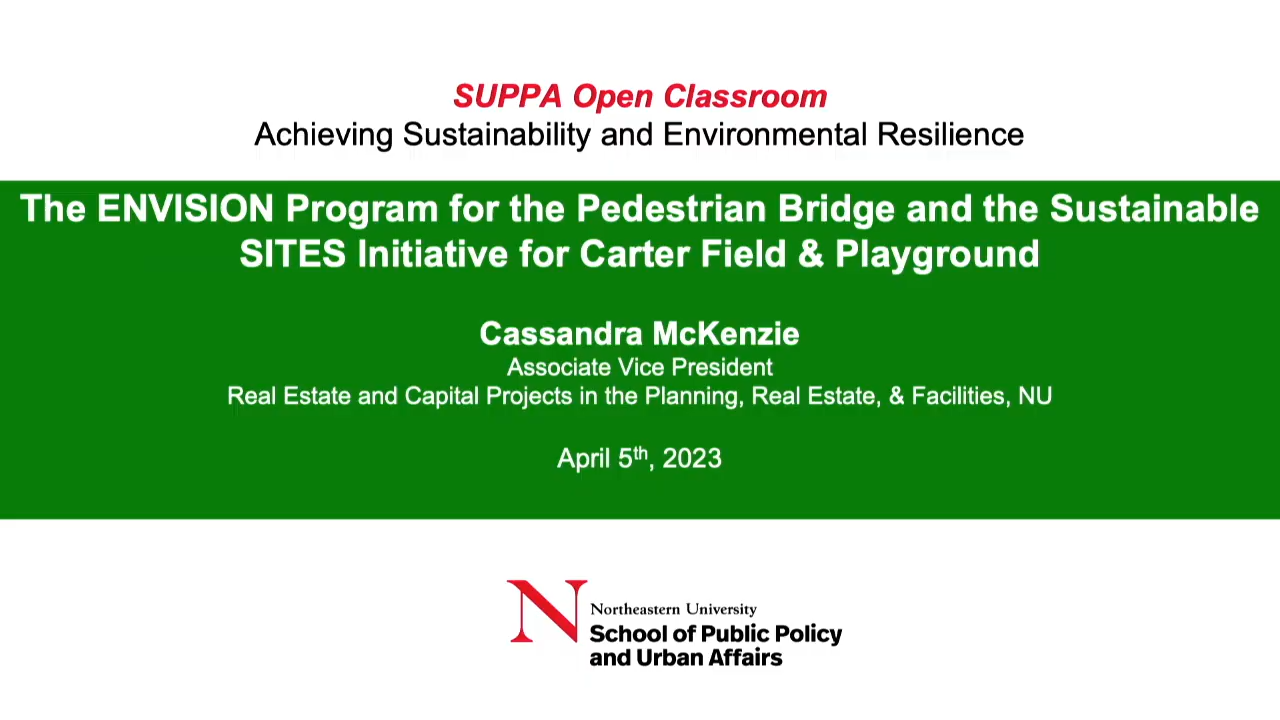 SUPPA Open Classroom
Achieving Sustainability and Environmental Resilience
The ENVISION Program for the Pedestrian Bridge and the Sustainable
SITES Initiative for Carter Field & Playground
Cassandra McKenzie
Associate Vice President
Real Estate and Capital Projects in the Planning, Real Estate, & Facilities, NU
April 5th, 2023
N
Northeastern University
School of Public Policy
and Urban Affairs